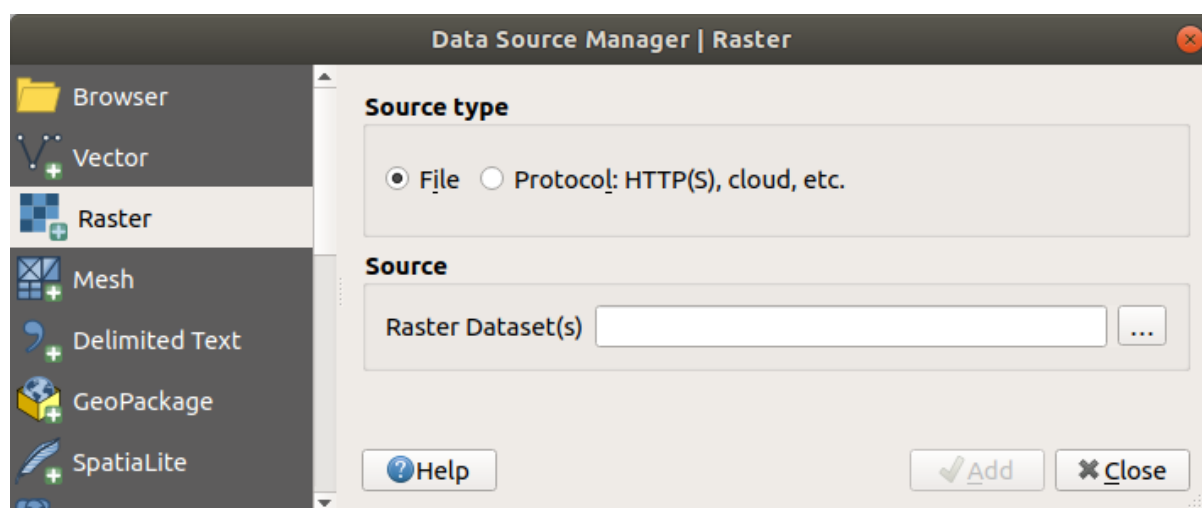 Data Source Manager | Raster
Browser
Vector
Raster
Mesh
Delimited Text
GeoPackage
SpatiaLite
Source type
File Protocol: HTTP(S), cloud, etc.
Source
Raster Dataset(s) ...
Help Add Close